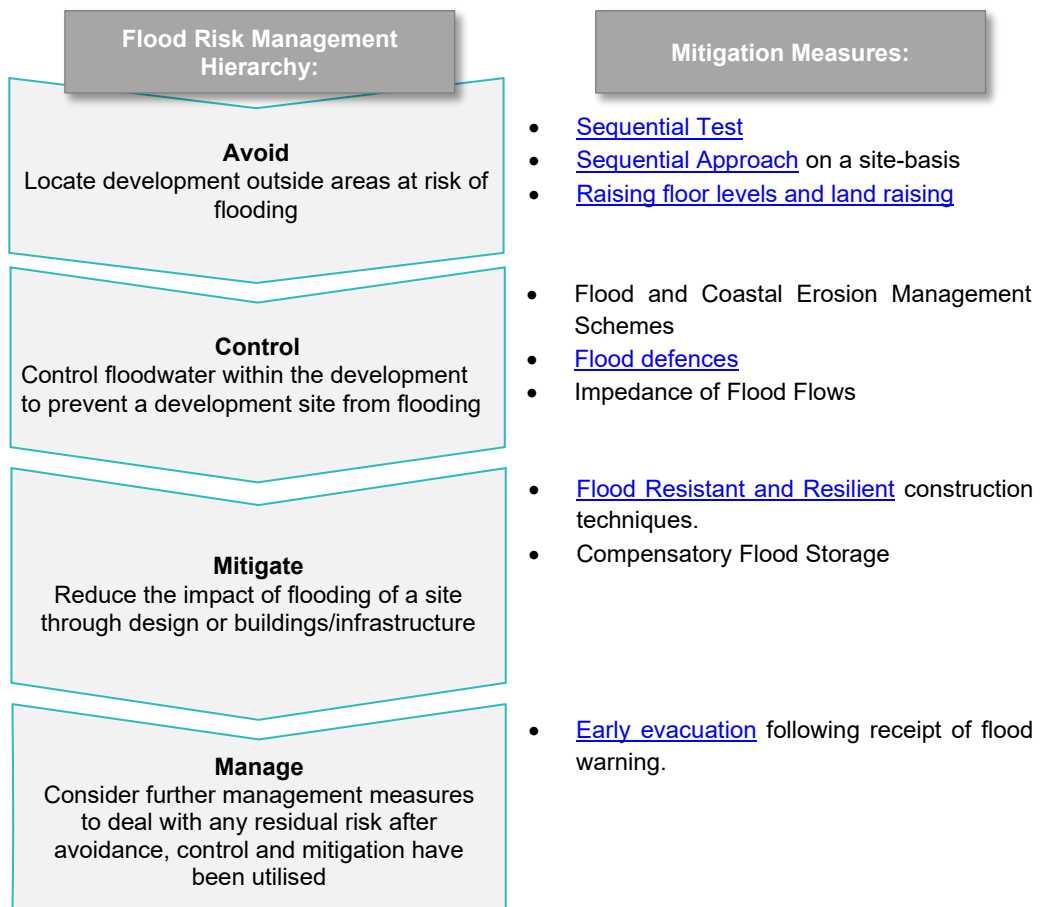 Flood Risk Management
Hierarchy:
Mitigation Measures:
Avoid
Locate development outside areas at risk of
flooding
• Sequential Test
• Sequential Approach on a site-basis
• Raising floor levels and land raising
Control
Control floodwater within the development
to prevent a development site from flooding
• Flood and Coastal Erosion Management
Schemes
• Flood defences
• Impedance of Flood Flows
Mitigate
Reduce the impact of flooding of a site
through design or buildings/infrastructure
• Flood Resistant and Resilient construction
techniques.
• Compensatory Flood Storage
Manage
Consider further management measures
to deal with any residual risk after
avoidance, control and mitigation have
been utilised
• Early evacuation following receipt of flood
warning.